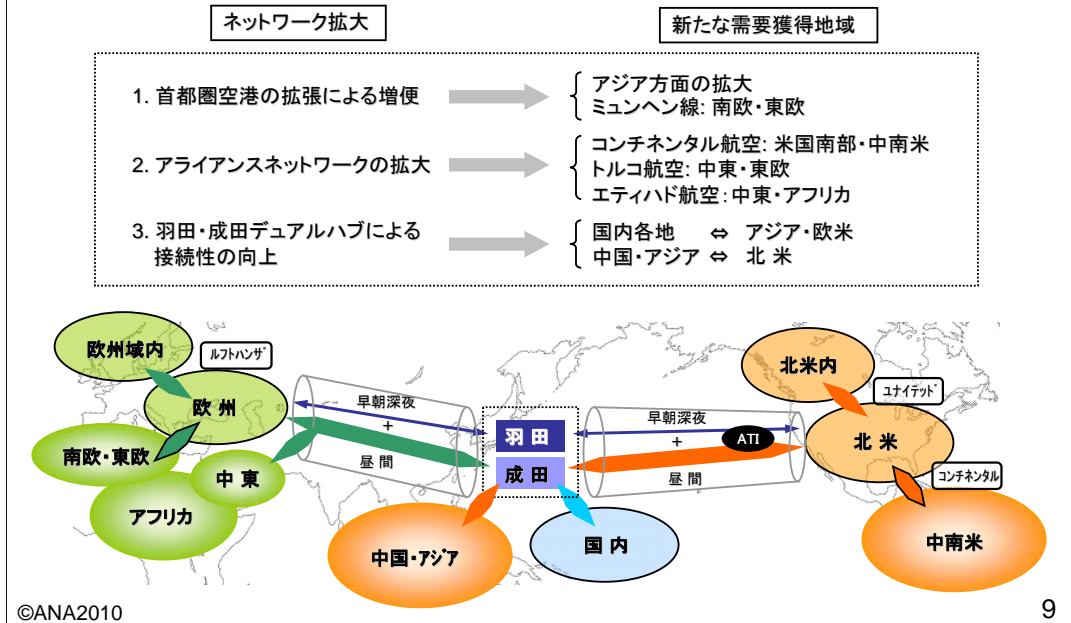 ネットワーク拡大
新たな需要獲得地域
1. 首都圏空港の拡張による増便
アジア方面の拡大
ミュンヘン線: 南欧・東欧
2. アライアンスネットワークの拡大
コンチネンタル航空: 米国南部・中南米
トルコ航空: 中東・東欧
エティハド航空: 中東・アフリカ
3. 羽田・成田デュアルハブによる
接続性の向上
国内各地 ⇔ アジア・欧米
中国・アジア ⇔ 北 米
欧州域内
ルフトハンザ
欧 州
南欧・東欧
中 東
アフリカ
早朝深夜
+
昼 間
羽 田
成 田
中国・アジア
国 内
早朝深夜
+
ATI
昼 間
北米内
ユナイテッド
北 米
コンチネンタル
中南米
©ANA2010
9